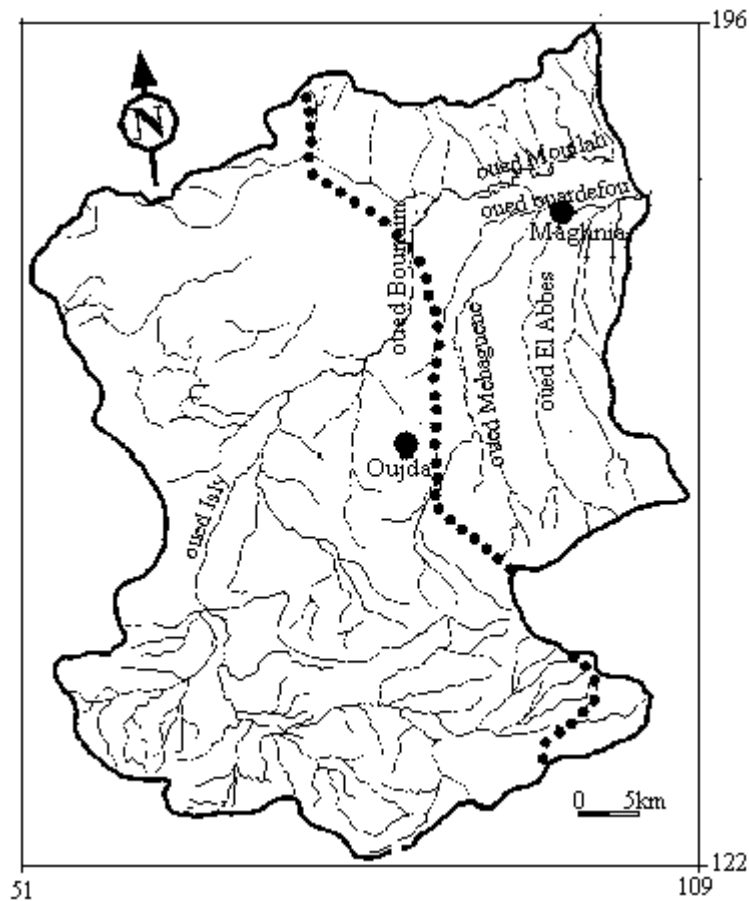 196
N
oued Mouilah
oued ouardefou
Maghnia
oued Bounaim
oued Mehaguene
oued El Abbes
Oujda
oued Isly
0 5km
122
51
109